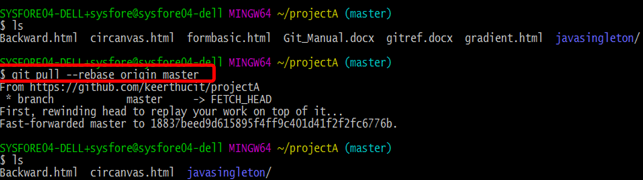 SYSFORE04-DELL+sysfore@sysfore04-dell MINGW64 ~/projectA (master)
$ ls
Backward.html  circanvas.html  formbasic.html  Git_Manual.docx  gitref.docx  gradient.html  javasingleton/
SYSFORE04-DELL+sysfore@sysfore04-dell MINGW64 ~/projectA (master)
$ git pull --rebase origin master
From https://github.com/keerthucit/projectA
 * branch            master     -> FETCH_HEAD
First, rewinding head to replay your work on top of it...
Fast-forwarded master to 18837beed9d615895f4ff9c401d41f2f2fc6776b.
SYSFORE04-DELL+sysfore@sysfore04-dell MINGW64 ~/projectA (master)
$ ls
Backward.html  circanvas.html  javasingleton/